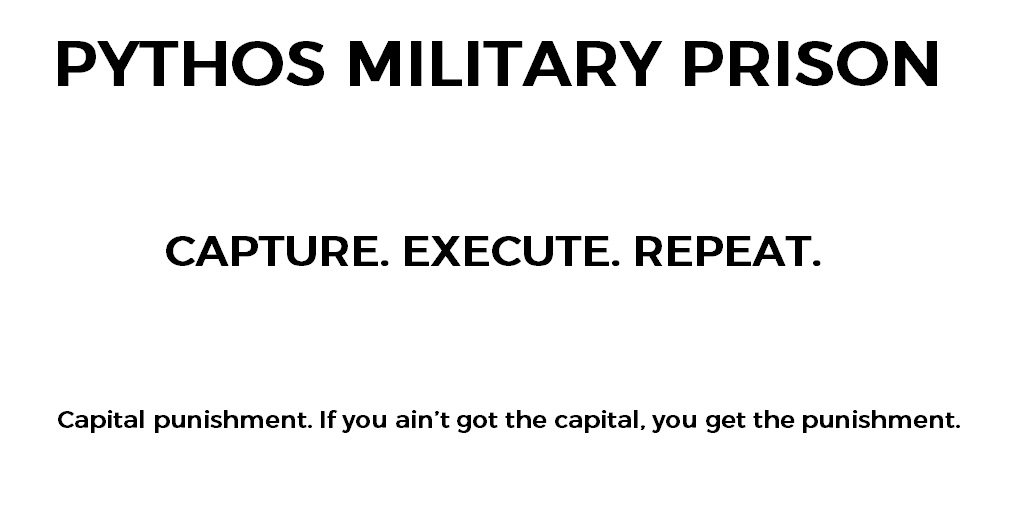 PYTHOS MILITARY PRISON
CAPTURE. EXECUTE. REPEAT.
Capital punishment. If you ain’t got the capital, you get the punishment.